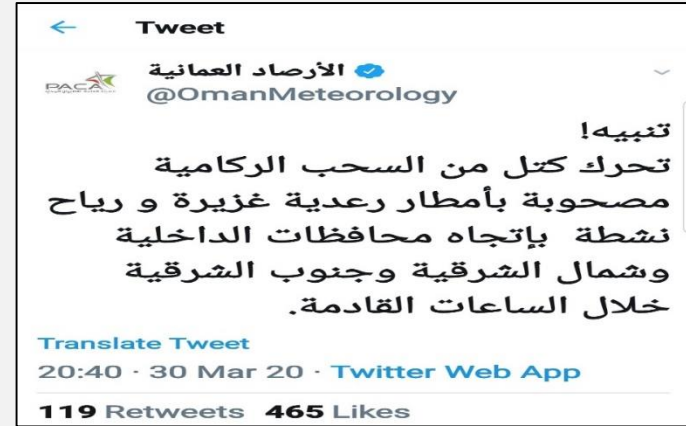 Tweet
الأرصاد العمانية
@OmanMeteorology
PACA
تنبيه!
تحرك كتل من السحب الركامية
مصحوبة بأمطار رعدية غزيرة و رياح
نشطة بإتجاه محافظات الداخلية
وشمال الشرقية وجنوب الشرقية
خلال الساعات القادمة.
Translate Tweet
20:40 · 30 Mar 20 · Twitter Web App
119 Retweets 465 Likes